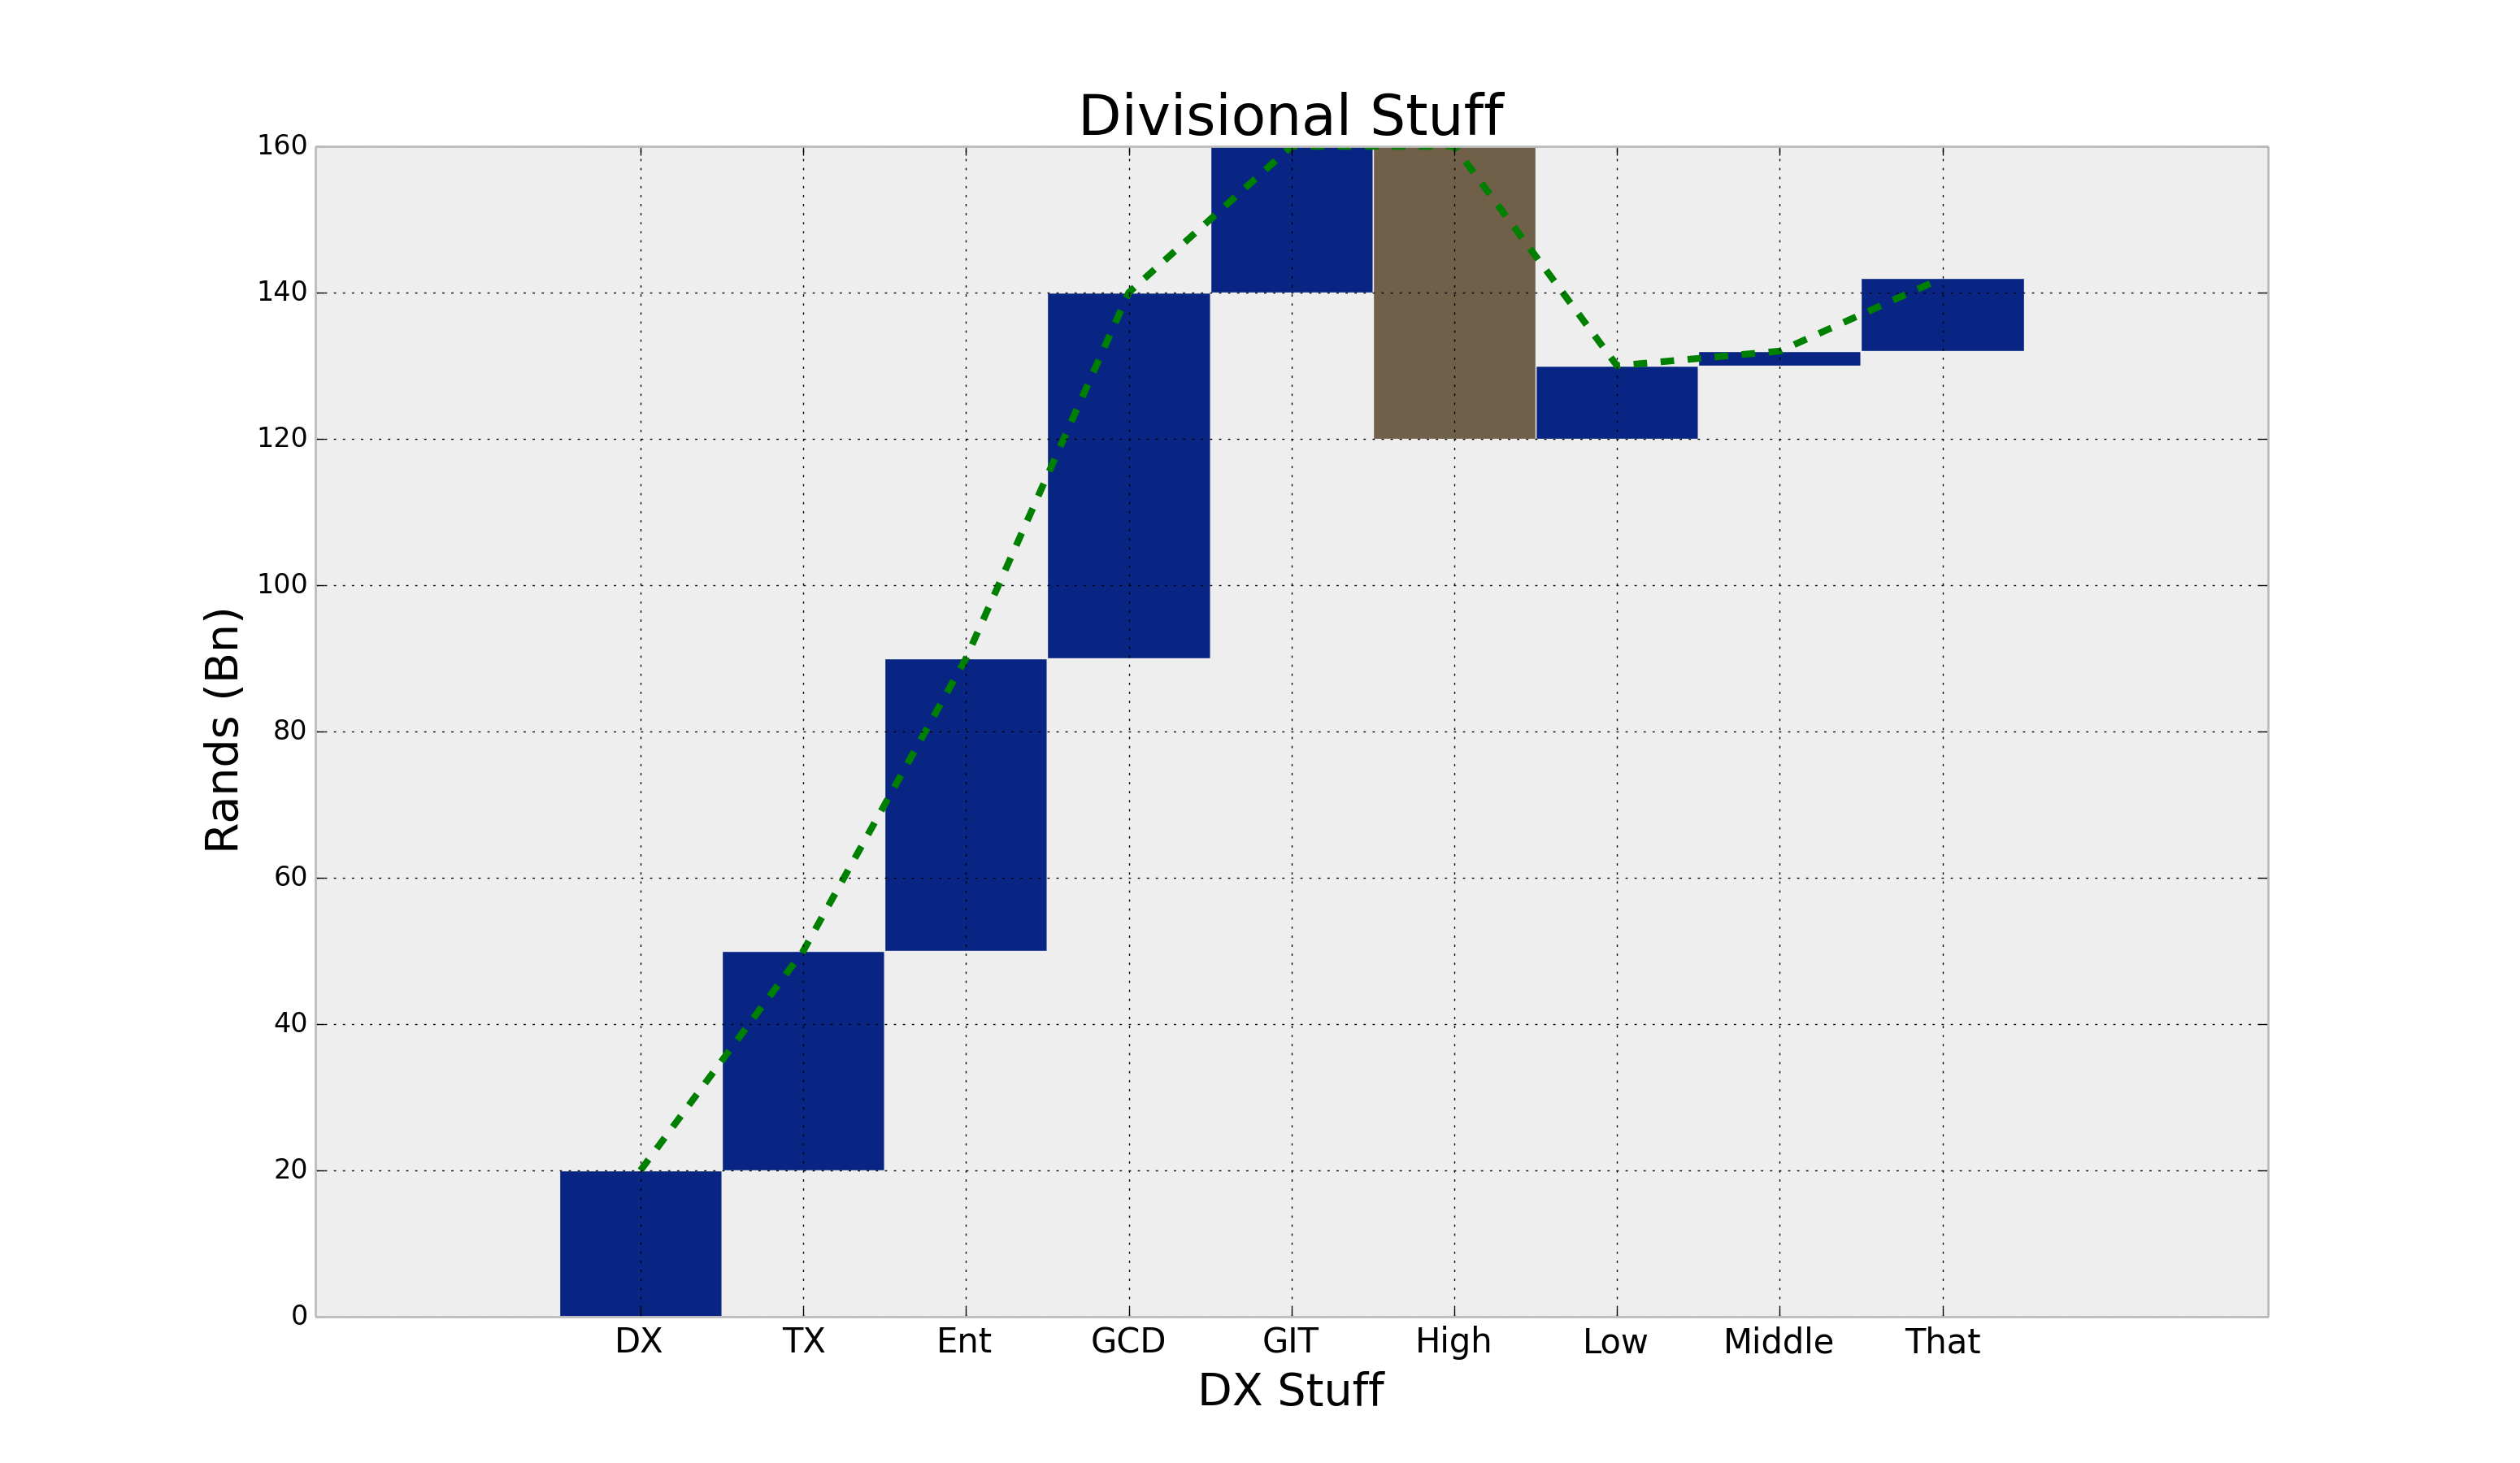 Divisional Stuff
Rands (Bn)
160
140
120
100
80
60
40
20
0
DX TX Ent GCD GIT High Low Middle That
DX Stuff